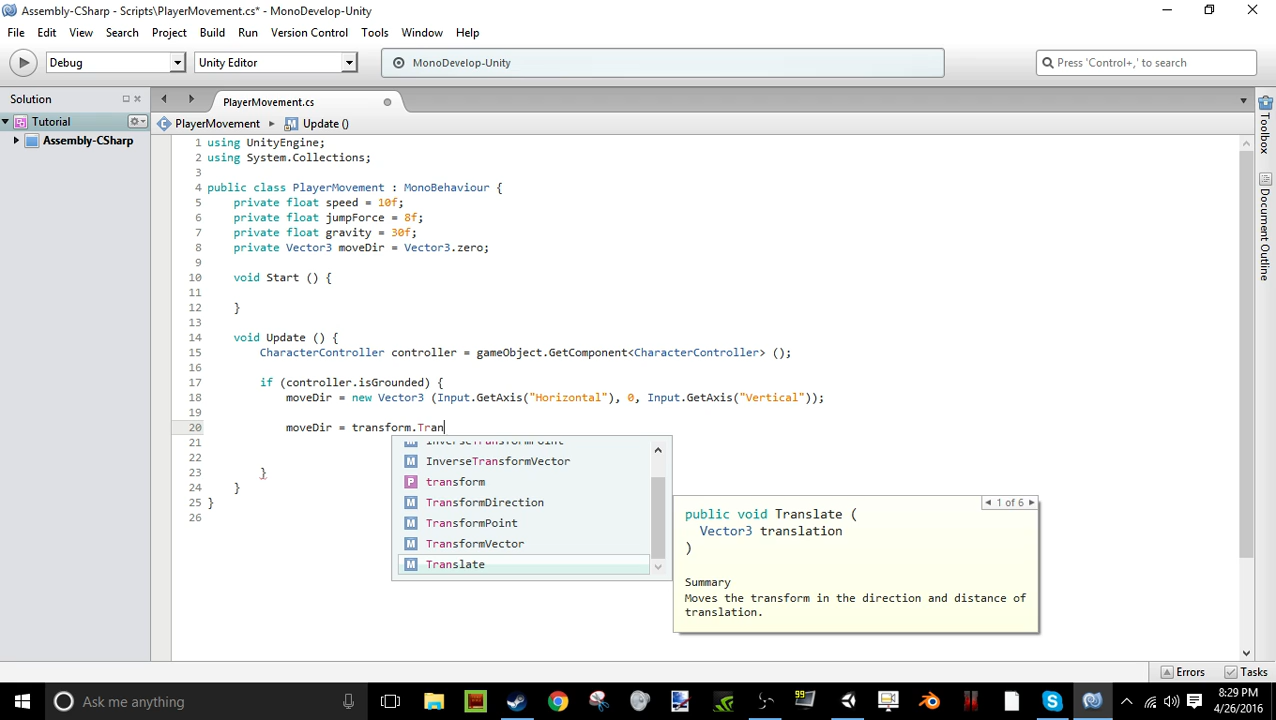 Assembly-CSharp - Scripts\PlayerMovement.cs* - MonoDevelop-Unity
File Edit View Search Project Build Run Version Control Tools Window Help
Debug Unity Editor MonoDevelop-Unity Press 'Control+,' to search
Solution PlayerMovement.cs
Tutorial PlayerMovement Update ()
Assembly-CSharp
1 using UnityEngine;
2 using System.Collections;
3
4 public class PlayerMovement : MonoBehaviour {
5 private float speed = 10f;
6 private float jumpForce = 8f;
7 private float gravity = 30f;
8 private Vector3 moveDir = Vector3.zero;
9
10 void Start () {
11
12 }
13
14 void Update () {
15 CharacterController controller = gameObject.GetComponent<CharacterController> ();
16
17 if (controller.isGrounded) {
18 moveDir = new Vector3 (Input.GetAxis("Horizontal"), 0, Input.GetAxis("Vertical"));
19
20 moveDir = transform.Tran
21
22
23 }
24 }
25 }
26
InverseTransformPoint
InverseTransformVector
transform
TransformDirection
TransformPoint
TransformVector
Translate
1 of 6
public void Translate (
Vector3 translation
)
Summary
Moves the transform in the direction and distance of
translation.
Toolbox
Document Outline
Errors Tasks
Ask me anything
99
8:29 PM
4/26/2016